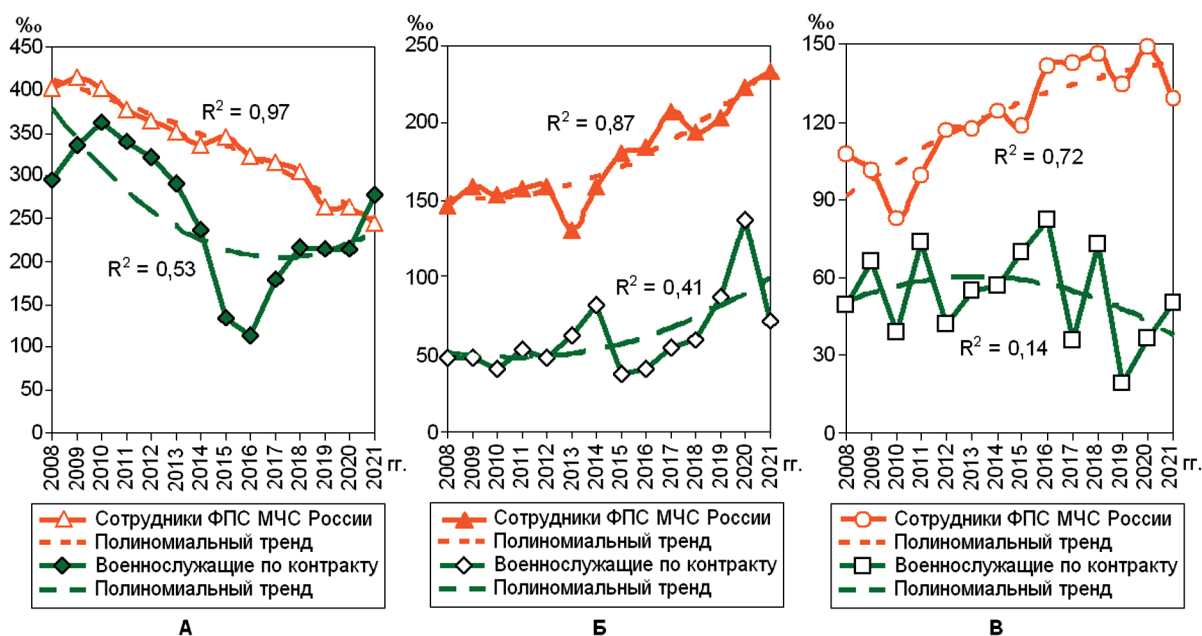 ‰
450
400
350
300
250
200
150
100
50
0
R² = 0,97
R² = 0,53
2008
2009
2010
2011
2012
2013
2014
2015
2016
2017
2018
2019
2020
2021
гг.
Сотрудники ФПС МЧС России
Полиномиальный тренд
Военнослужащие по контракту
Полиномиальный тренд
А
‰
250
200
150
100
50
0
R² = 0,87
R² = 0,41
2008
2009
2010
2011
2012
2013
2014
2015
2016
2017
2018
2019
2020
2021
гг.
Сотрудники ФПС МЧС России
Полиномиальный тренд
Военнослужащие по контракту
Полиномиальный тренд
Б
‰
150
120
90
60
30
0
R² = 0,72
R² = 0,14
2008
2009
2010
2011
2012
2013
2014
2015
2016
2017
2018
2019
2020
2021
гг.
Сотрудники ФПС МЧС России
Полиномиальный тренд
Военнослужащие по контракту
Полиномиальный тренд
В